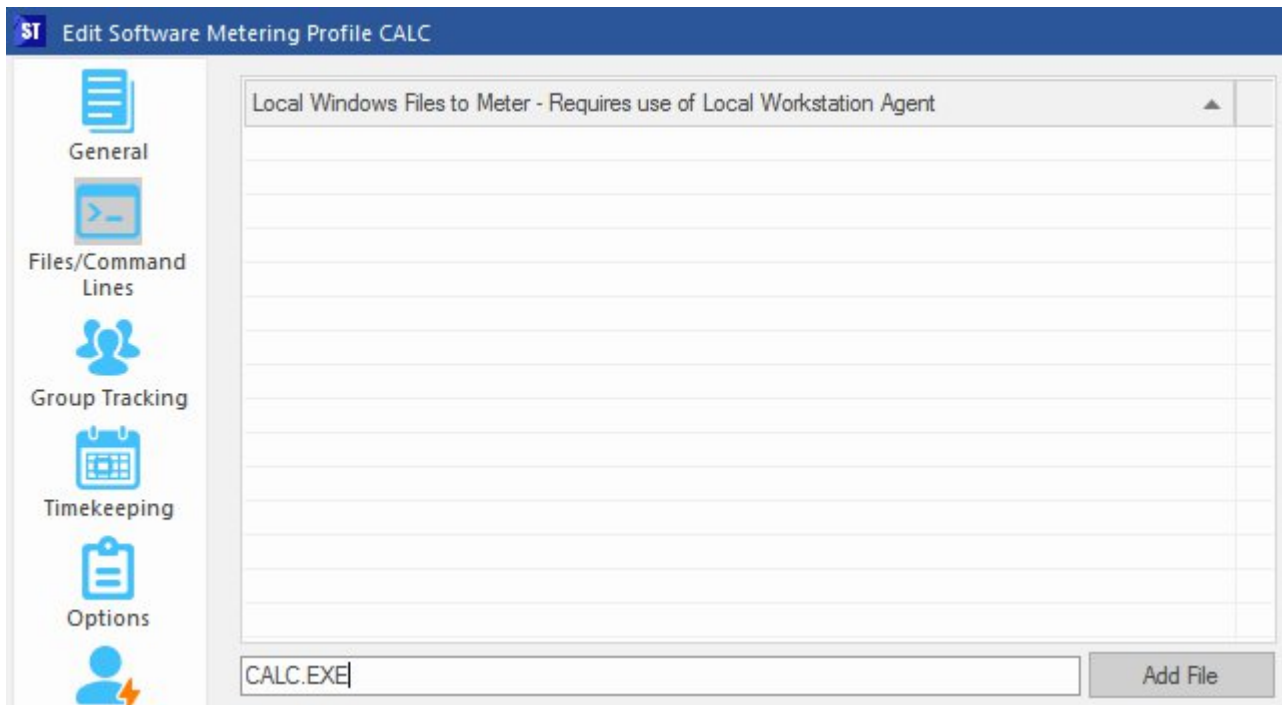 ST Edit Software Metering Profile CALC
General
Files/Command
Lines
Group Tracking
Timekeeping
Options
Local Windows Files to Meter - Requires use of Local Workstation Agent
CALC.EXE
Add File